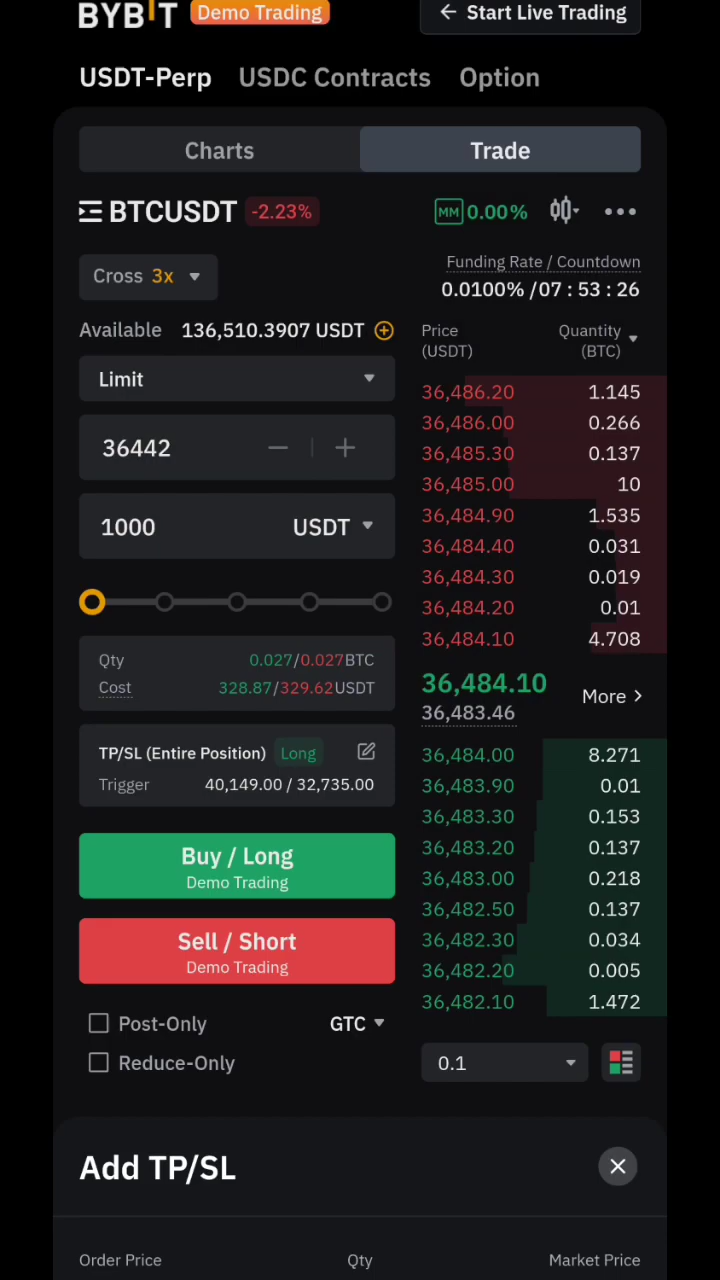 BYBIT Demo Trading
← Start Live Trading
USDT-Perp USDC Contracts Option
Charts Trade
BTCUSDT -2.23% MM 0.00%
Cross 3x
Funding Rate / Countdown
0.0100% /07 : 53 : 26
Available 136,510.3907 USDT
Limit
36442
1000 USDT
Qty 0.027/0.027BTC
Cost 328.87/329.62USDT
TP/SL (Entire Position) Long
Trigger 40,149.00 / 32,735.00
Buy / Long
Demo Trading
Sell / Short
Demo Trading
Post-Only GTC
Reduce-Only
Price Quantity
(USDT) (BTC)
36,486.20 1.145
36,486.00 0.266
36,485.30 0.137
36,485.00 10
36,484.90 1.535
36,484.40 0.031
36,484.30 0.019
36,484.20 0.01
36,484.10 4.708
36,484.10 More >
36,483.46
36,484.00 8.271
36,483.90 0.01
36,483.30 0.153
36,483.20 0.137
36,483.00 0.218
36,482.50 0.137
36,482.30 0.034
36,482.20 0.005
36,482.10 1.472
0.1
Add TP/SL
Order Price Qty Market Price